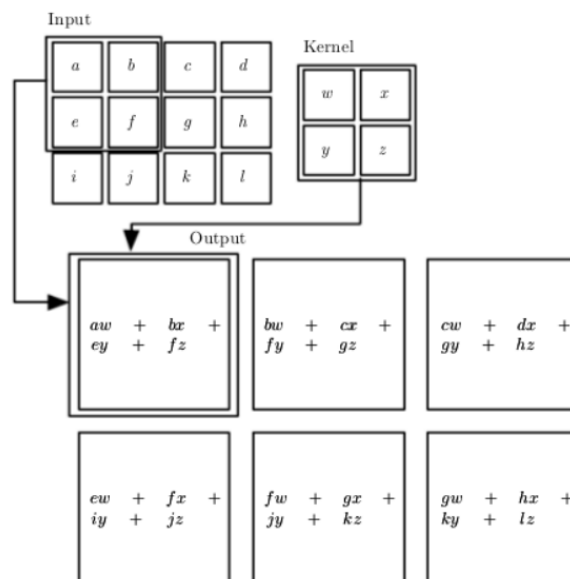 Input
Kernel
a b c d
w x
e f g h
y z
i j k l
Output
aw + bx +
ey + fz
bw + cx +
fy + gz
cw + dx +
gy + hz
ew + fx +
iy + jz
fw + gx +
jy + kz
gw + hx +
ky + lz